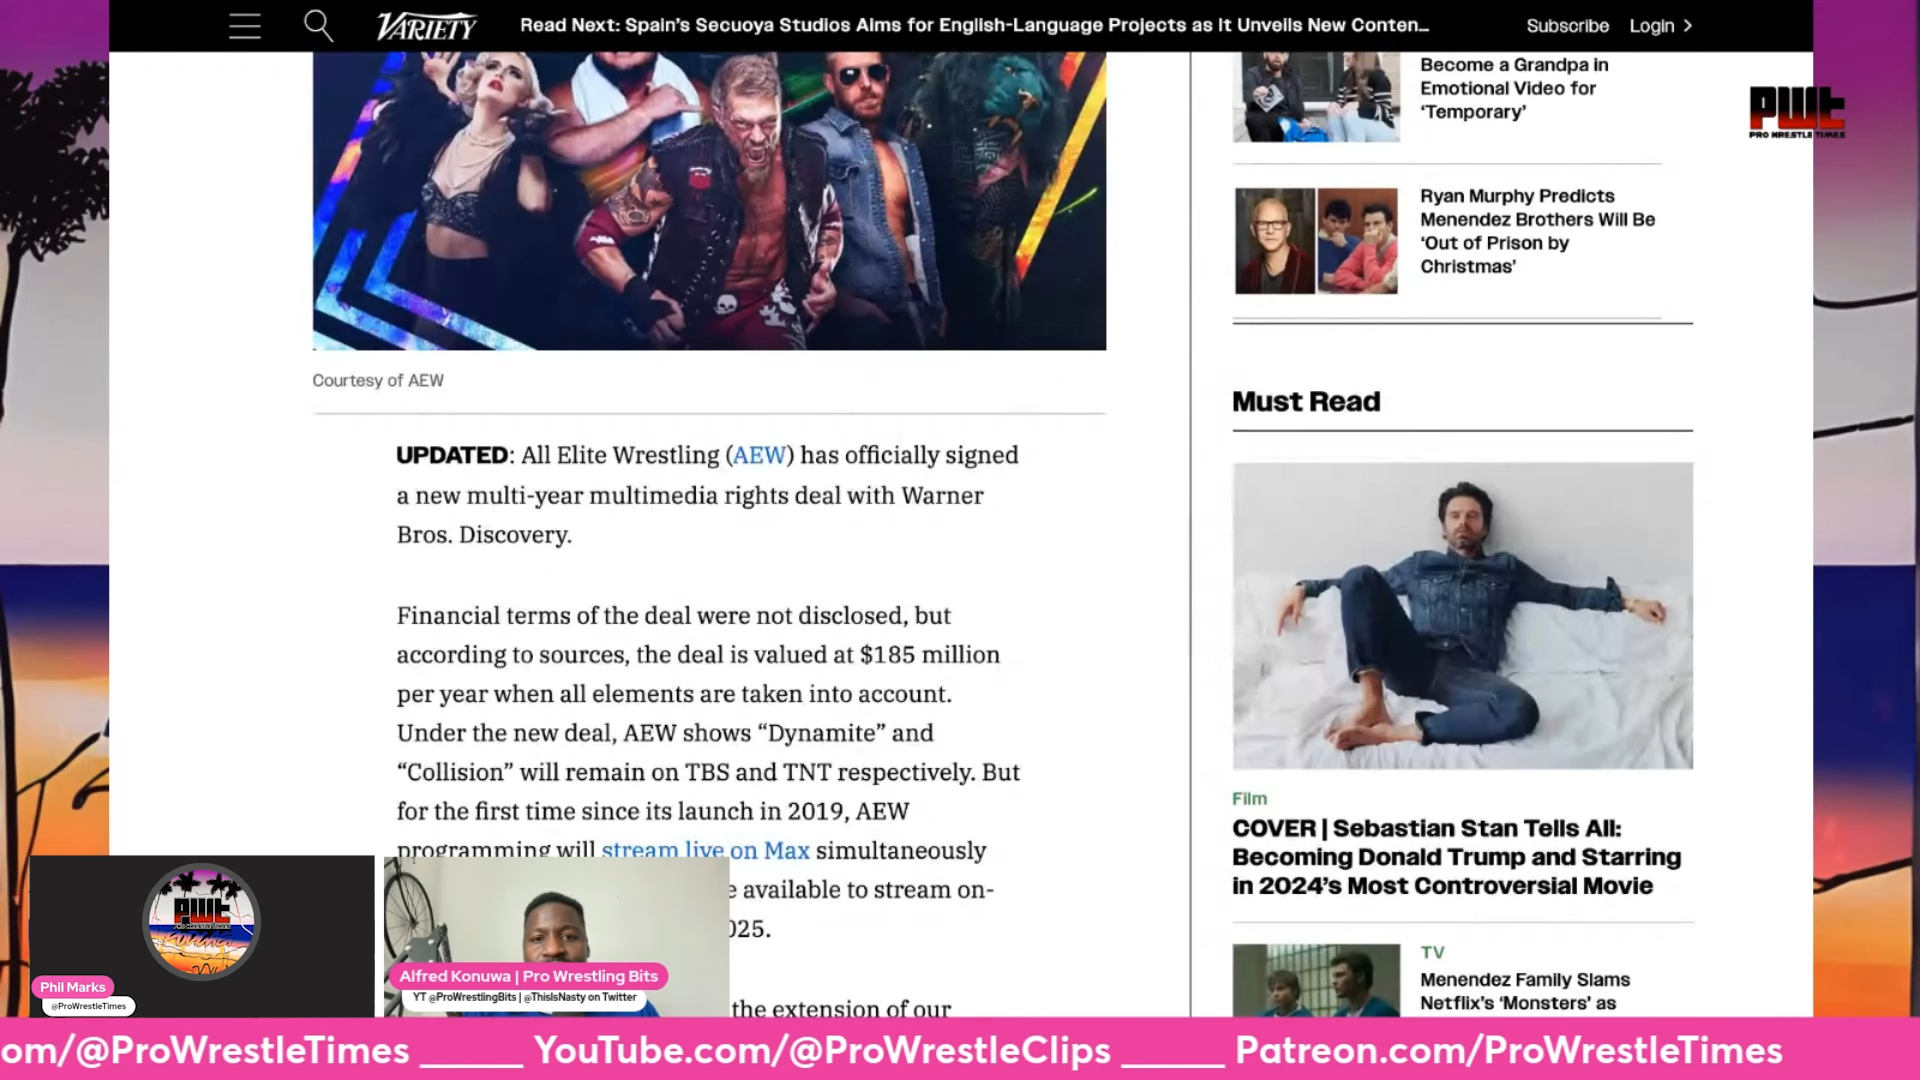 VARIETY
Read Next: Spain's Secuoya Studios Aims for English-Language Projects as It Unveils New Conten...
Subscribe
Login
Become a Grandpa in
Emotional Video for
'Temporary'
PWT
PRO WRESTLE TIMES
Ryan Murphy Predicts
Menendez Brothers Will Be
'Out of Prison by
Christmas'
Courtesy of AEW
UPDATED: All Elite Wrestling (AEW) has officially signed
a new multi-year multimedia rights deal with Warner
Bros. Discovery.
Financial terms of the deal were not disclosed, but
according to sources, the deal is valued at $185 million
per year when all elements are taken into account.
Under the new deal, AEW shows "Dynamite" and
"Collision" will remain on TBS and TNT respectively. But
for the first time since its launch in 2019, AEW
programming will stream live on Max simultaneously
e available to stream on-
025.
the extension of our
Must Read
Film
COVER | Sebastian Stan Tells All:
Becoming Donald Trump and Starring
in 2024's Most Controversial Movie
TV
Menendez Family Slams
Netflix's 'Monsters' as
PWT
Phil Marks
@ProWrestleTimes
Alfred Konuwa | Pro Wrestling Bits
YT @ProWrestlingBits | @ThisIsNasty on Twitter
om/@ProWrestleTimes ______ YouTube.com/@ProWrestleClips ______ Patreon.com/ProWrestleTimes